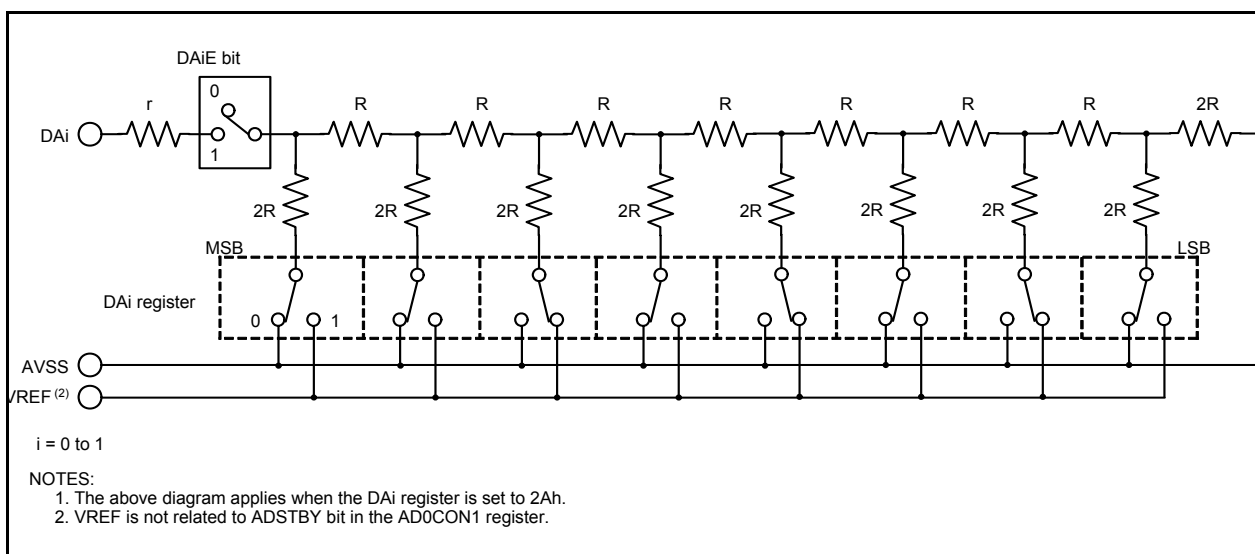 DAiE bit
0
1
r
R
R
R
R
R
R
R
2R
DAi
2R
2R
2R
2R
2R
2R
2R
2R
MSB
LSB
DAi register
0
1
AVSS
VREF (2)
i = 0 to 1
NOTES:
1. The above diagram applies when the DAi register is set to 2Ah.
2. VREF is not related to ADSTBY bit in the AD0CON1 register.